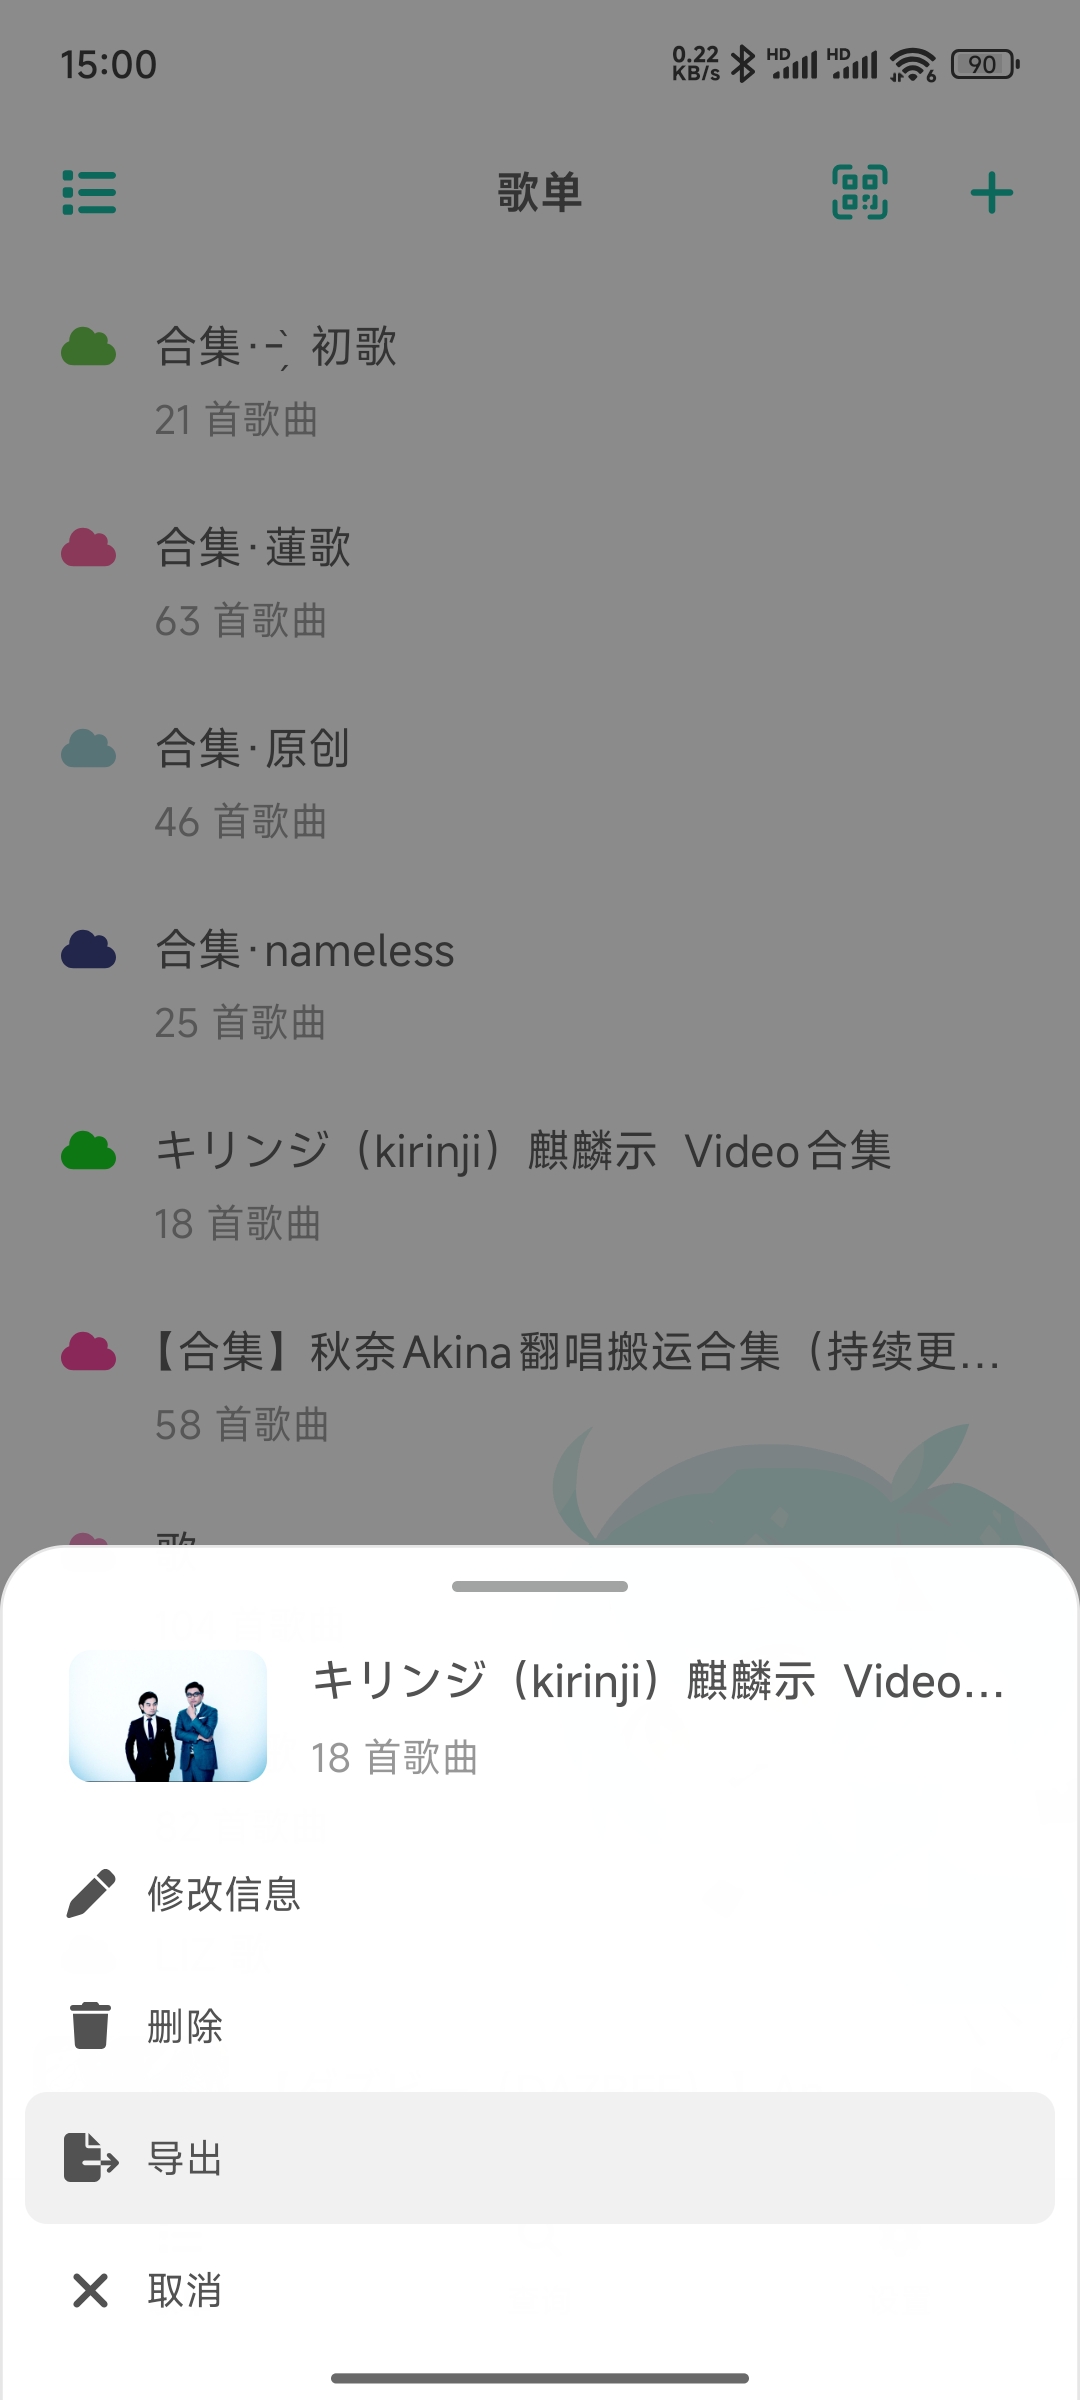 15:00
0.22 KB/s HD HD 6 90
歌单
合集·- ̗̀ 初歌
21 首歌曲
合集·蓮歌
63 首歌曲
合集·原创
46 首歌曲
合集·nameless
25 首歌曲
キリンジ（kirinji）麒麟示 Video合集
18 首歌曲
【合集】秋奈Akina翻唱搬运合集（持续更...
58 首歌曲
歌
キリンジ（kirinji）麒麟示 Video...
18 首歌曲
修改信息
删除
导出
取消